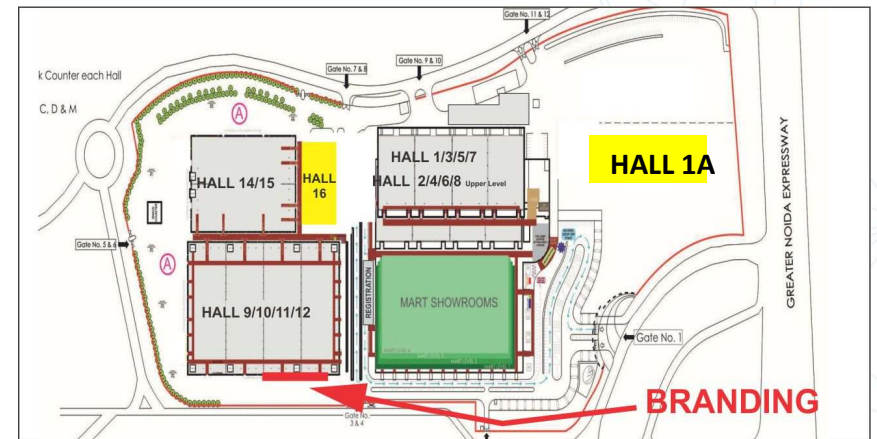 Gate No. 11 & 12
Gate No. 9 & 10
Gate No. 7 & 8
k Counter each Hall
C, D & M
A
HALL 14/15
HALL
16
HALL 1/3/5/7
HALL 2/4/6/8 Upper Level
HALL 1A
GREATER NOIDA EXPRESSWAY
Gate No. 5 & 6
A
HALL 9/10/11/12
REGISTRATION
MART SHOWROOMS
Gate No. 1
BRANDING
Gate No.
3 & 4